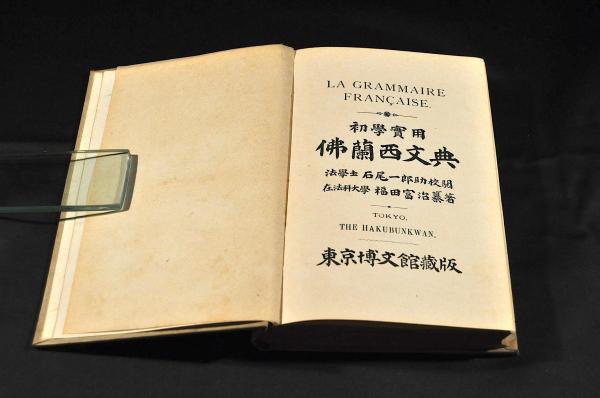 LA GRAMMAIRE
FRANÇAISE.
初學實用
佛蘭西文典
法學士 石尾一郎助校閲
在法科大學 福田富治纂著
TOKYO.
THE HAKUBUNKWAN.
東京博文館藏版